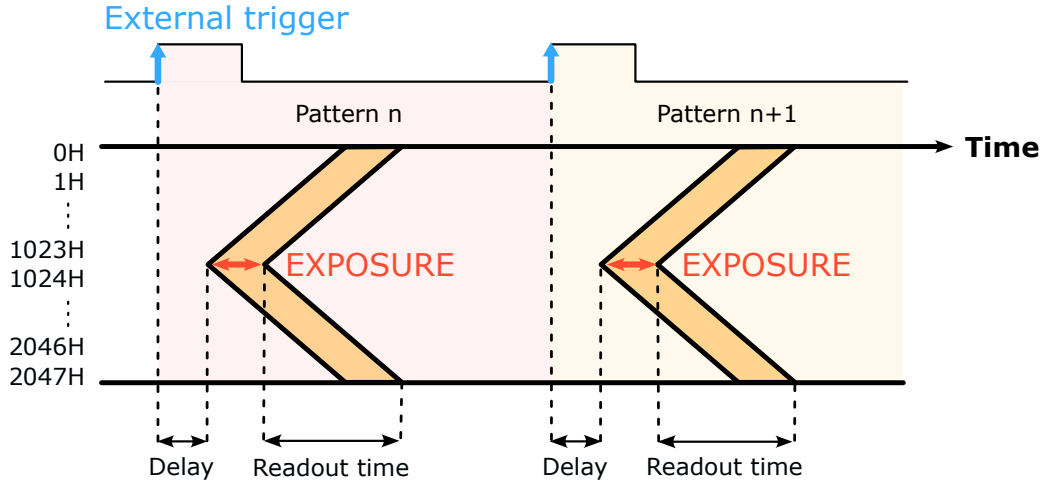 External trigger
Pattern n
Pattern n+1
Time
0H
1H
1023H
1024H
2046H
2047H
EXPOSURE
EXPOSURE
Delay
Readout time
Delay
Readout time